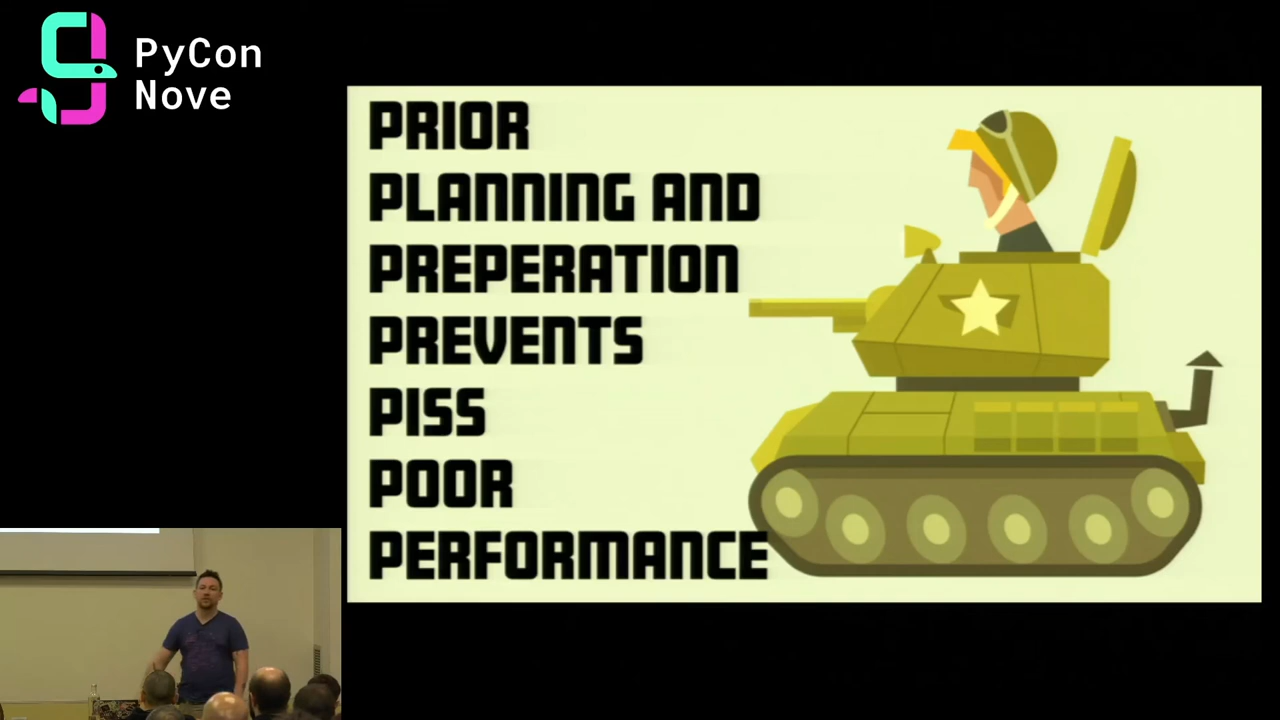 PyCon
Nove
PRIOR
PLANNING AND
PREPERATION
PREVENTS
PISS
POOR
PERFORMANCE